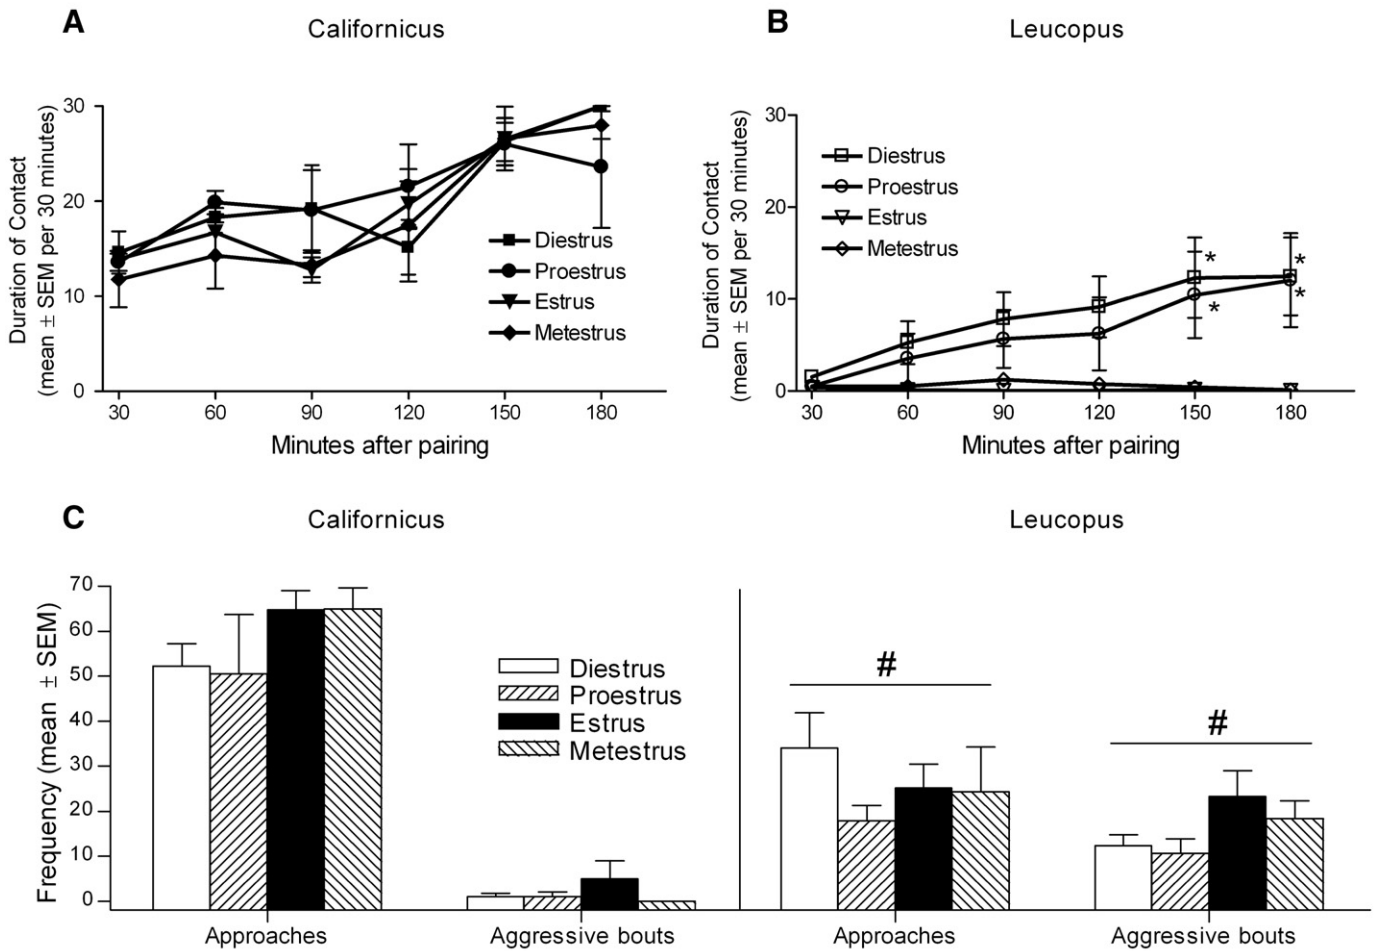 A
Californicus
Duration of Contact
(mean ± SEM per 30 minutes)
30
20
10
0
Diestrus
Proestrus
Estrus
Metestrus
30 60 90 120 150 180
Minutes after pairing
B
Leucopus
Duration of Contact
(mean ± SEM per 30 minutes)
30
20
10
0
Diestrus
Proestrus
Estrus
Metestrus
* *
* *
30 60 90 120 150 180
Minutes after pairing
C
Californicus
Leucopus
Frequency (mean ± SEM)
70
60
50
40
30
20
10
0
Diestrus
Proestrus
Estrus
Metestrus
#
#
Approaches Aggressive bouts Approaches Aggressive bouts